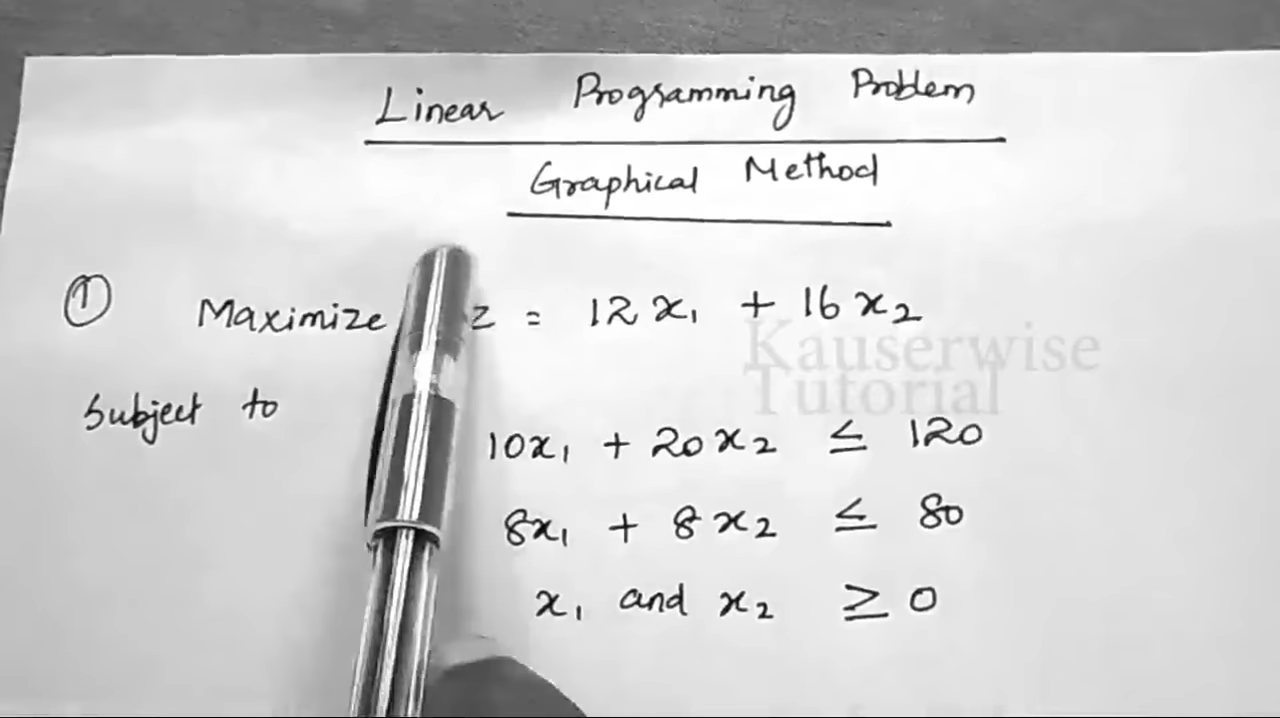 Linear Programming Problem
Graphical Method
① Maximize z = 12x₁ + 16x₂
Kauserwise
Tutorial
Subject to
10x₁ + 20x₂ ≤ 120
8x₁ + 8x₂ ≤ 80
x₁ and x₂ ≥ 0